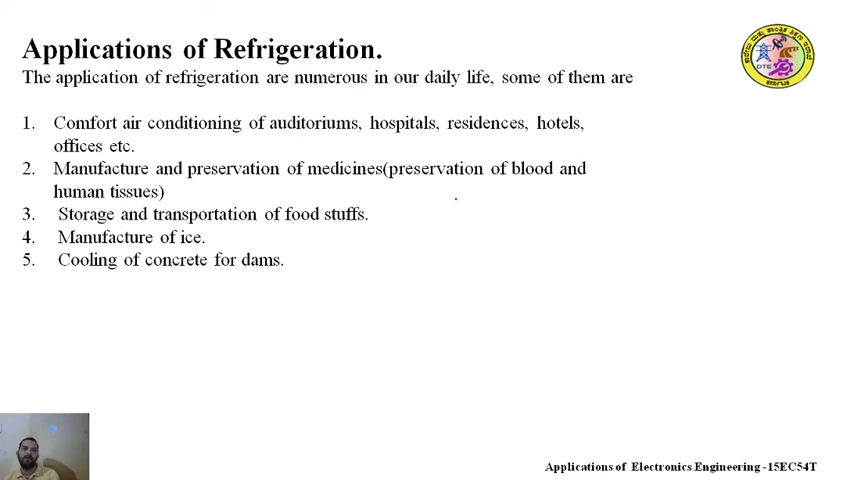 Applications of Refrigeration.
The application of refrigeration are numerous in our daily life, some of them are
1. Comfort air conditioning of auditoriums, hospitals, residences, hotels,
offices etc.
2. Manufacture and preservation of medicines(preservation of blood and
human tissues)
3. Storage and transportation of food stuffs.
4. Manufacture of ice.
5. Cooling of concrete for dams.
DTE
Applications of Electronics Engineering -15EC54T